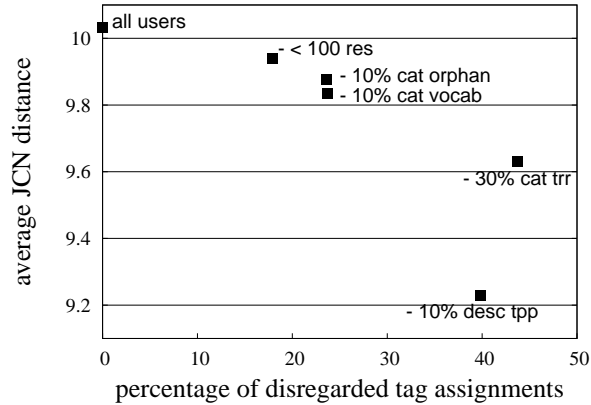 all users
10
- < 100 res
- 10% cat orphan
9.8
- 10% cat vocab
9.6
- 30% cat trr
9.4
9.2
- 10% desc tpp
0 10 20 30 40 50
average JCN distance
percentage of disregarded tag assignments